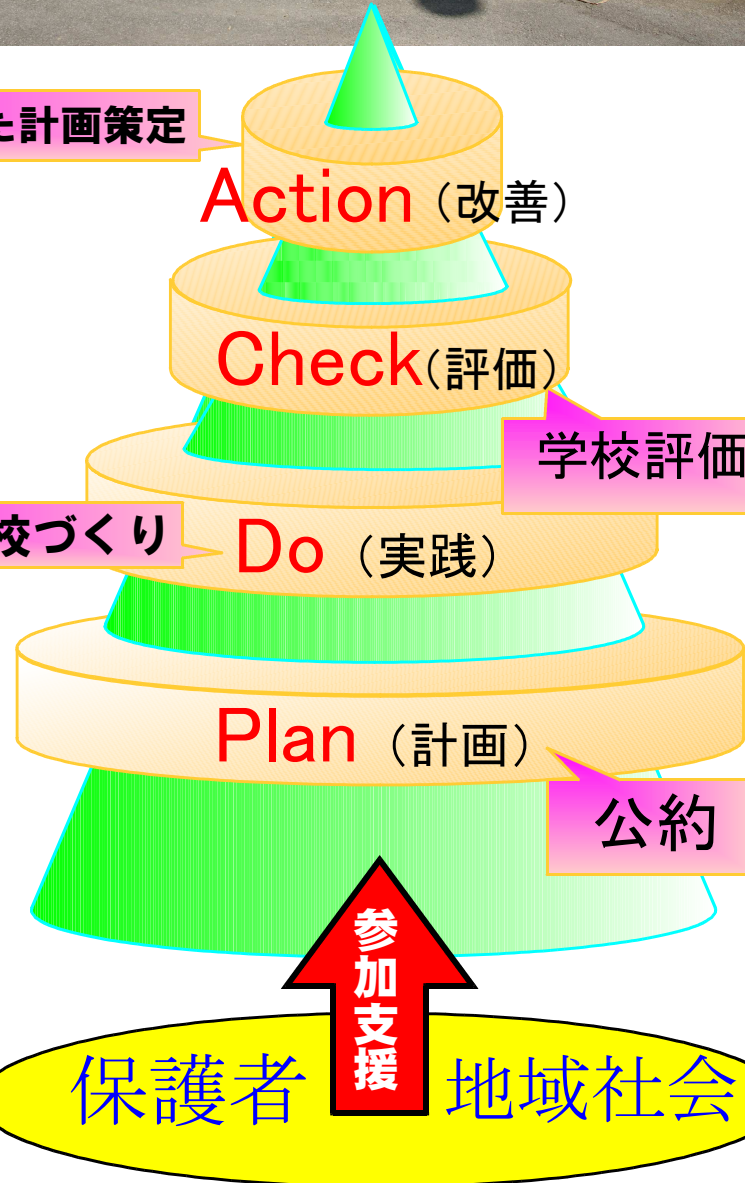 た計画策定
Action（改善）
Check(評価）
学校評価
校づくり
Do（実践）
Plan（計画）
公約
参加支援
保護者
地域社会